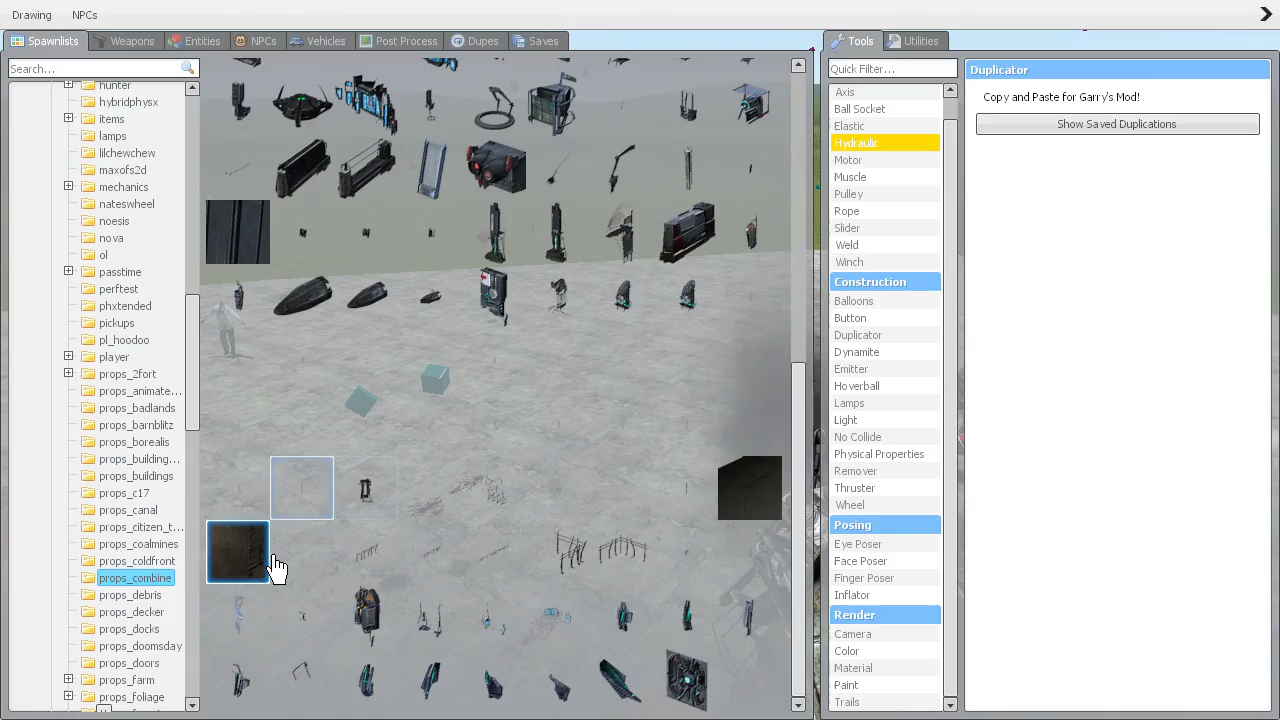 Drawing NPCs
Spawnlists Weapons Entities NPCs Vehicles Post Process Dupes Saves
Search...
hunter
hybridphysx
items
lamps
lilchewchew
maxofs2d
mechanics
nateswheel
noesis
nova
ol
passtime
perftest
phxtended
pickups
pl_hoodoo
player
props_2fort
props_animate...
props_badlands
props_barnblitz
props_borealis
props_building...
props_buildings
props_c17
props_canal
props_citizen_t...
props_coalmines
props_coldfront
props_combine
props_debris
props_decker
props_docks
props_doomsday
props_doors
props_farm
props_foliage
Tools Utilities
Quick Filter...
Axis
Ball Socket
Elastic
Hydraulic
Motor
Muscle
Pulley
Rope
Slider
Weld
Winch
Construction
Balloons
Button
Duplicator
Dynamite
Emitter
Hoverball
Lamps
Light
No Collide
Physical Properties
Remover
Thruster
Wheel
Posing
Eye Poser
Face Poser
Finger Poser
Inflator
Render
Camera
Color
Material
Paint
Trails
Duplicator
Copy and Paste for Garry's Mod!
Show Saved Duplications